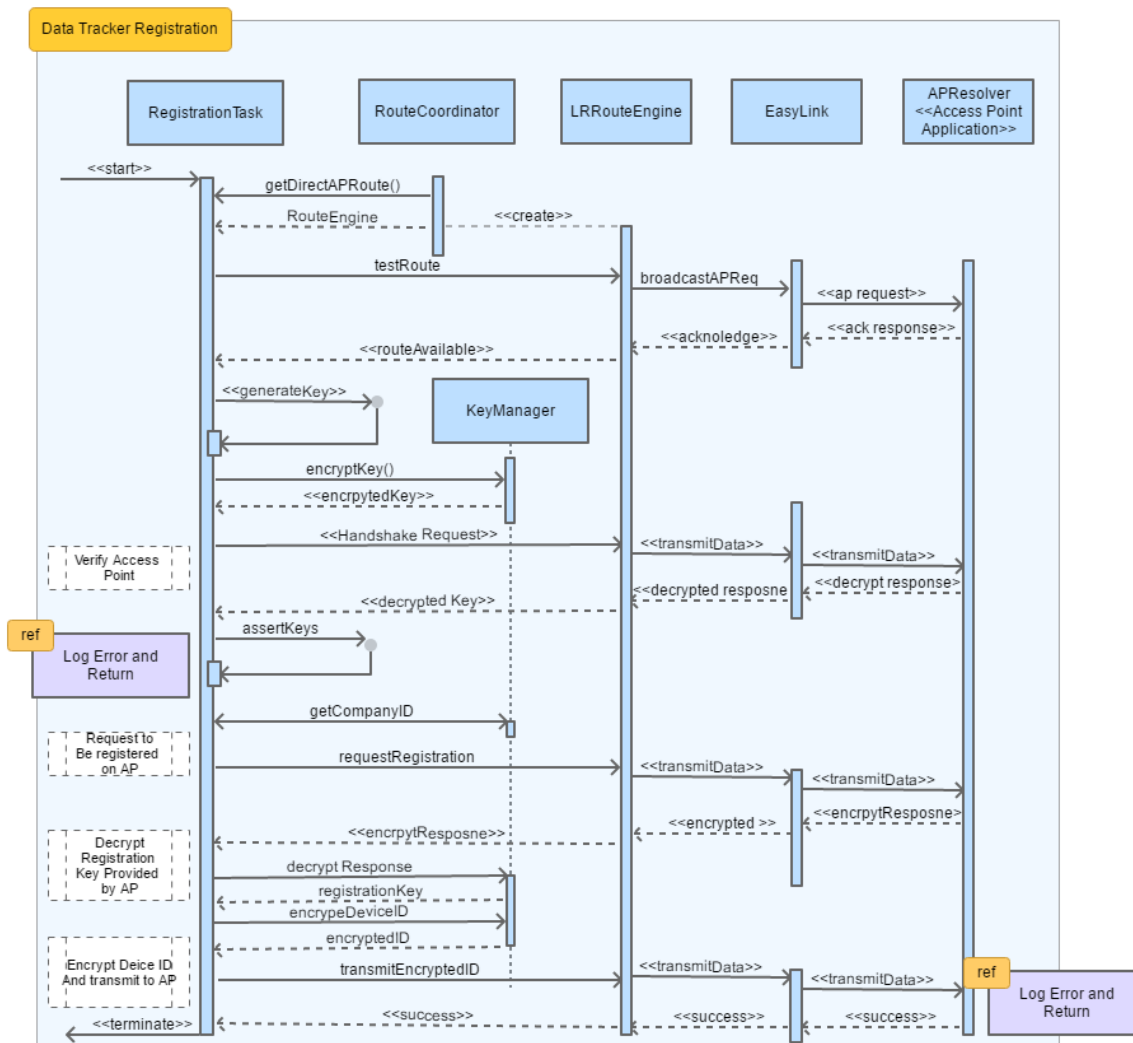 Data Tracker Registration
RegistrationTask
RouteCoordinator
LRRouteEngine
EasyLink
APResolver
<<Access Point
Application>>
<<start>>
getDirectAPRoute()
RouteEngine
<<create>>
testRoute
broadcastAPReq
<<ap request>>
<<ack response>>
<<acknoledge>>
<<routeAvailable>>
<<generateKey>>
KeyManager
encryptKey()
<<encrpytedKey>>
<<Handshake Request>>
<<transmitData>>
<<transmitData>>
Verify Access
Point
<<decrypt response>
<<decrypted resposne
<<decrypted Key>>
ref
Log Error and
Return
assertKeys
getCompanyID
Request to
Be registered
on AP
requestRegistration
<<transmitData>>
<<transmitData>>
<<encrpytResposne>
<<encrypted >>
<<encrpytResposne>>
Decrypt
Registration
Key Provided
by AP
decrypt Response
registrationKey
encrypeDeviceID
encryptedID
Encrypt Deice ID
And transmit to AP
transmitEncryptedID
<<transmitData>>
<<transmitData>>
ref
Log Error and
Return
<<success>>
<<success>>
<<success>>
<<terminate>>